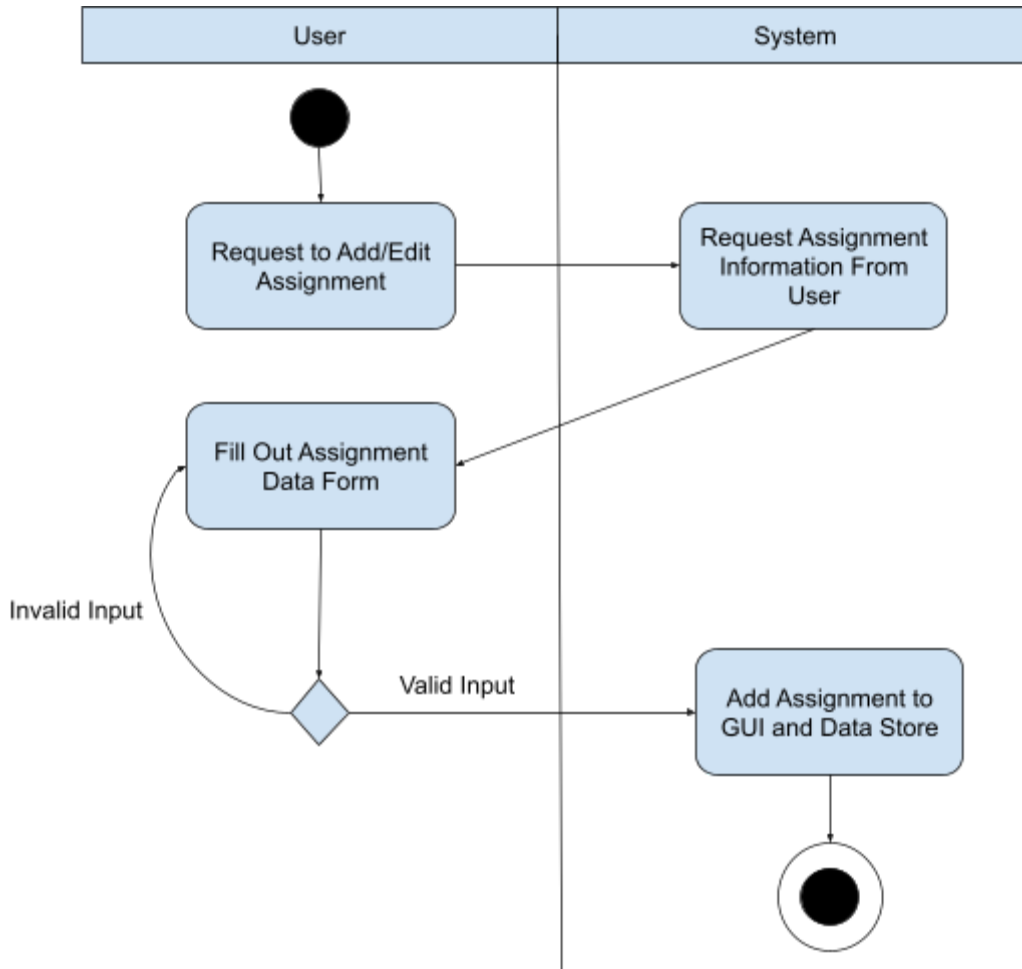 User
System
Request to Add/Edit
Assignment
Request Assignment
Information From
User
Fill Out Assignment
Data Form
Invalid Input
Valid Input
Add Assignment to
GUI and Data Store